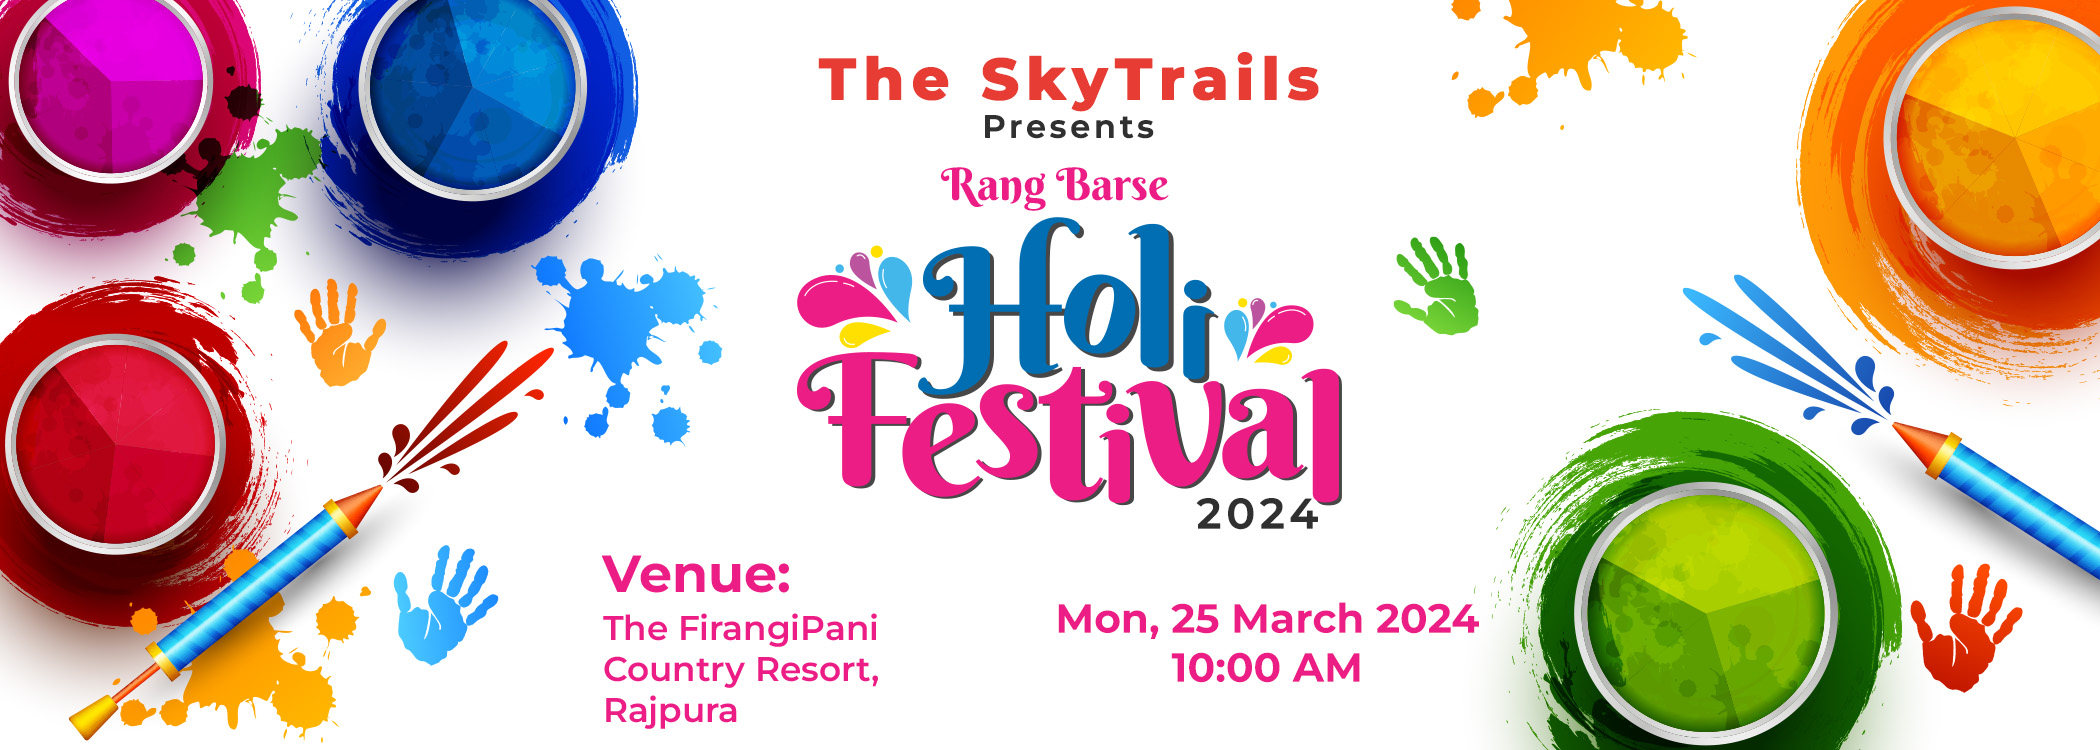 The SkyTrails
Presents
Rang Barse
Holi
Festival
2024
Venue:
The FirangiPani
Country Resort,
Rajpura
Mon, 25 March 2024
10:00 AM